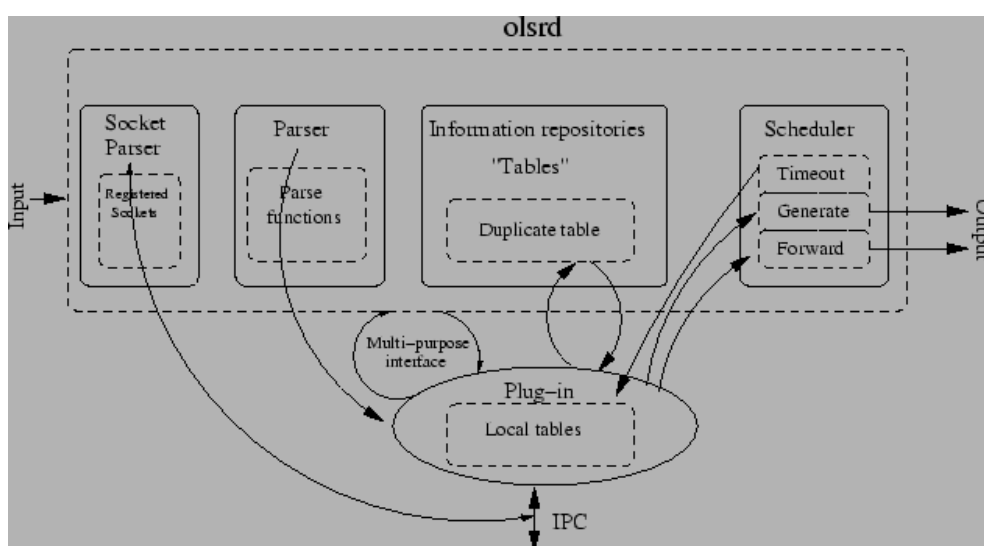 olsrd
Socket
Parser
Registered
Sockets
Parser
Parse
functions
Information repositories
"Tables"
Duplicate table
Scheduler
Timeout
Generate
Forward
Input
Output
Multi−purpose
interface
Plug−in
Local tables
IPC